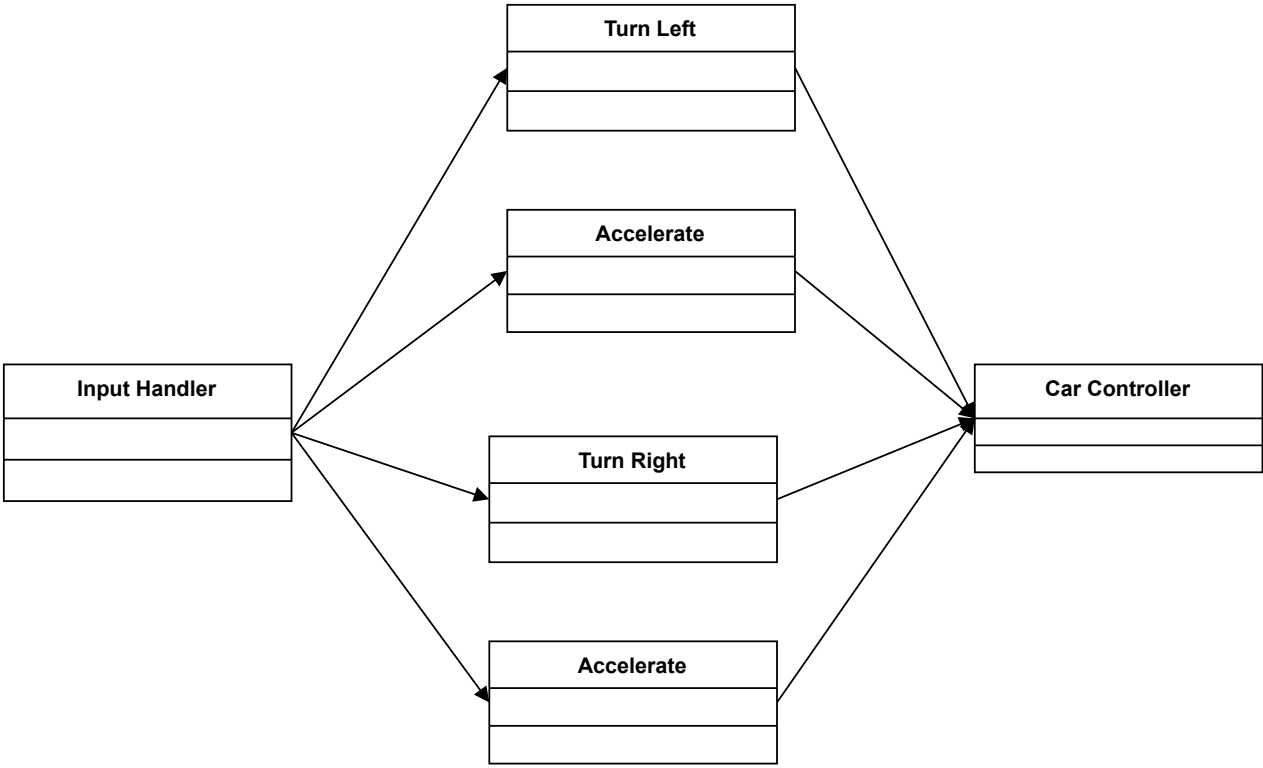 Turn Left
Accelerate
Input Handler
Car Controller
Turn Right
Accelerate